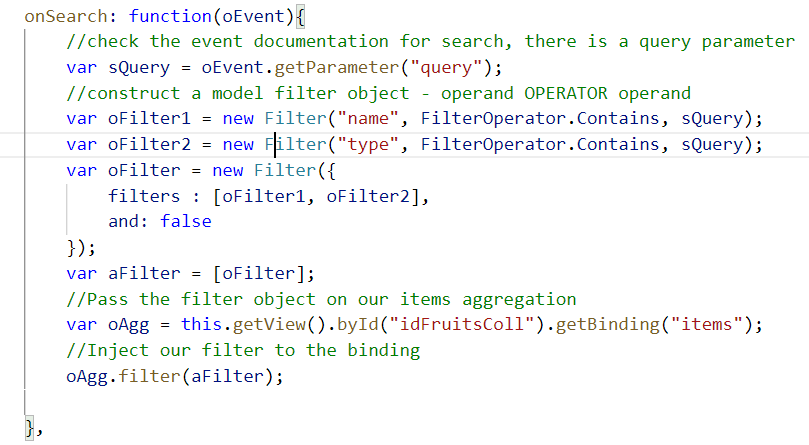 onSearch: function(oEvent){
//check the event documentation for search, there is a query parameter
var sQuery = oEvent.getParameter("query");
//construct a model filter object - operand OPERATOR operand
var oFilter1 = new Filter("name", FilterOperator.Contains, sQuery);
var oFilter2 = new Filter("type", FilterOperator.Contains, sQuery);
var oFilter = new Filter({
filters : [oFilter1, oFilter2],
and: false
});
var aFilter = [oFilter];
//Pass the filter object on our items aggregation
var oAgg = this.getView().byId("idFruitsColl").getBinding("items");
//Inject our filter to the binding
oAgg.filter(aFilter);
},